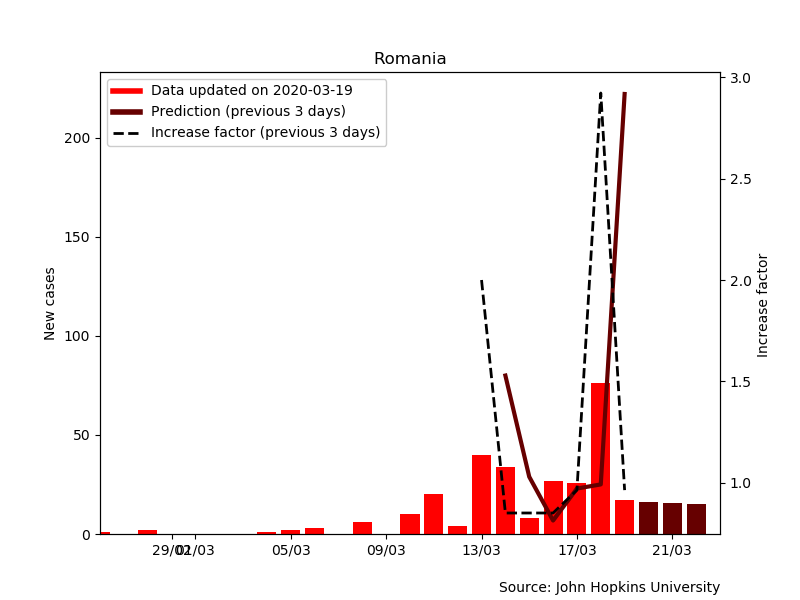 Romania
Data updated on 2020-03-19
Prediction (previous 3 days)
Increase factor (previous 3 days)
New cases
Increase factor
200
150
100
50
0
3.0
2.5
2.0
1.5
1.0
29/02
01/03
05/03
09/03
13/03
17/03
21/03
Source: John Hopkins University